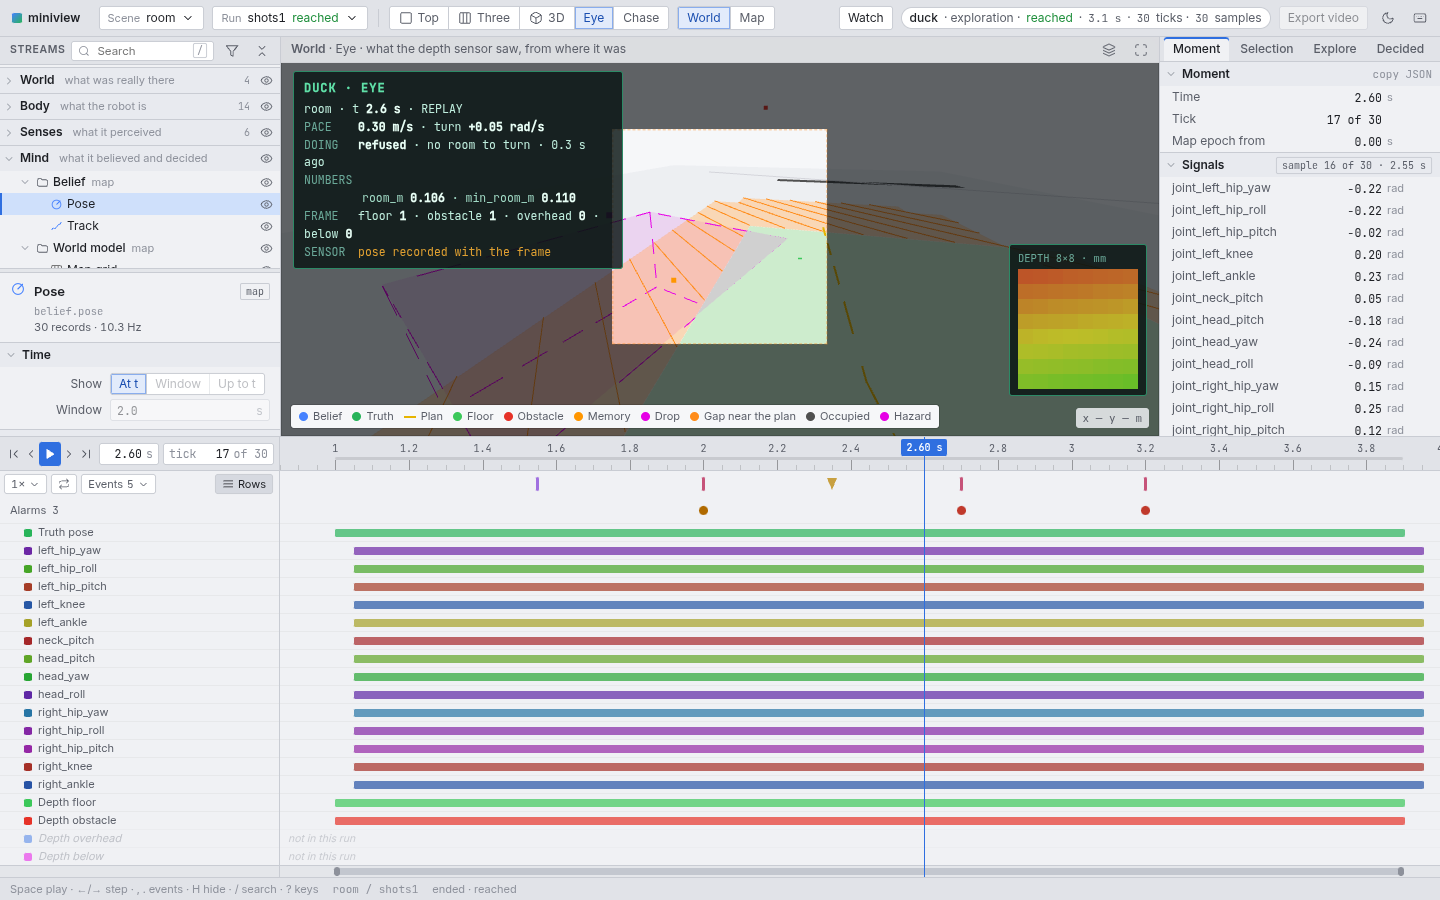 miniview
Scene room
Run shots1 reached
Top
Three
3D
Eye
Chase
World
Map
Watch
duck · exploration · reached · 3.1 s · 30 ticks · 30 samples
Export video
STREAMS
Search /
World · Eye · what the depth sensor saw, from where it was
Moment
Selection
Explore
Decided
World what was really there 4
Body what the robot is 14
Senses what it perceived 6
Mind what it believed and decided
Belief map
Pose
Track
World model map
Pose map
belief.pose
30 records · 10.3 Hz
Time
Show At t Window Up to t
Window 2.0 s
DUCK · EYE
room · t 2.6 s · REPLAY
PACE 0.30 m/s · turn +0.05 rad/s
DOING refused · no room to turn · 0.3 s
ago
NUMBERS
room_m 0.106 · min_room_m 0.110
FRAME floor 1 · obstacle 1 · overhead 0 ·
below 0
SENSOR pose recorded with the frame
DEPTH 8×8 · mm
Belief
Truth
Plan
Floor
Obstacle
Memory
Drop
Gap near the plan
Occupied
Hazard
x — y — m
Moment copy JSON
Time 2.60 s
Tick 17 of 30
Map epoch from 0.00 s
Signals sample 16 of 30 · 2.55 s
joint_left_hip_yaw -0.22 rad
joint_left_hip_roll -0.22 rad
joint_left_hip_pitch -0.02 rad
joint_left_knee 0.20 rad
joint_left_ankle 0.23 rad
joint_neck_pitch 0.05 rad
joint_head_pitch -0.18 rad
joint_head_yaw -0.24 rad
joint_head_roll -0.09 rad
joint_right_hip_yaw 0.15 rad
joint_right_hip_roll 0.25 rad
joint_right_hip_pitch 0.12 rad
2.60 s
tick 17 of 30
1 1.2 1.4 1.6 1.8 2 2.2 2.4 2.60 s 2.8 3 3.2 3.4 3.6 3.8
1×
Events 5
Rows
Alarms 3
Truth pose
left_hip_yaw
left_hip_roll
left_hip_pitch
left_knee
left_ankle
neck_pitch
head_pitch
head_yaw
head_roll
right_hip_yaw
right_hip_roll
right_hip_pitch
right_knee
right_ankle
Depth floor
Depth obstacle
Depth overhead not in this run
Depth below not in this run
Space play · ←/→ step · , . events · H hide · / search · ? keys room / shots1 ended · reached